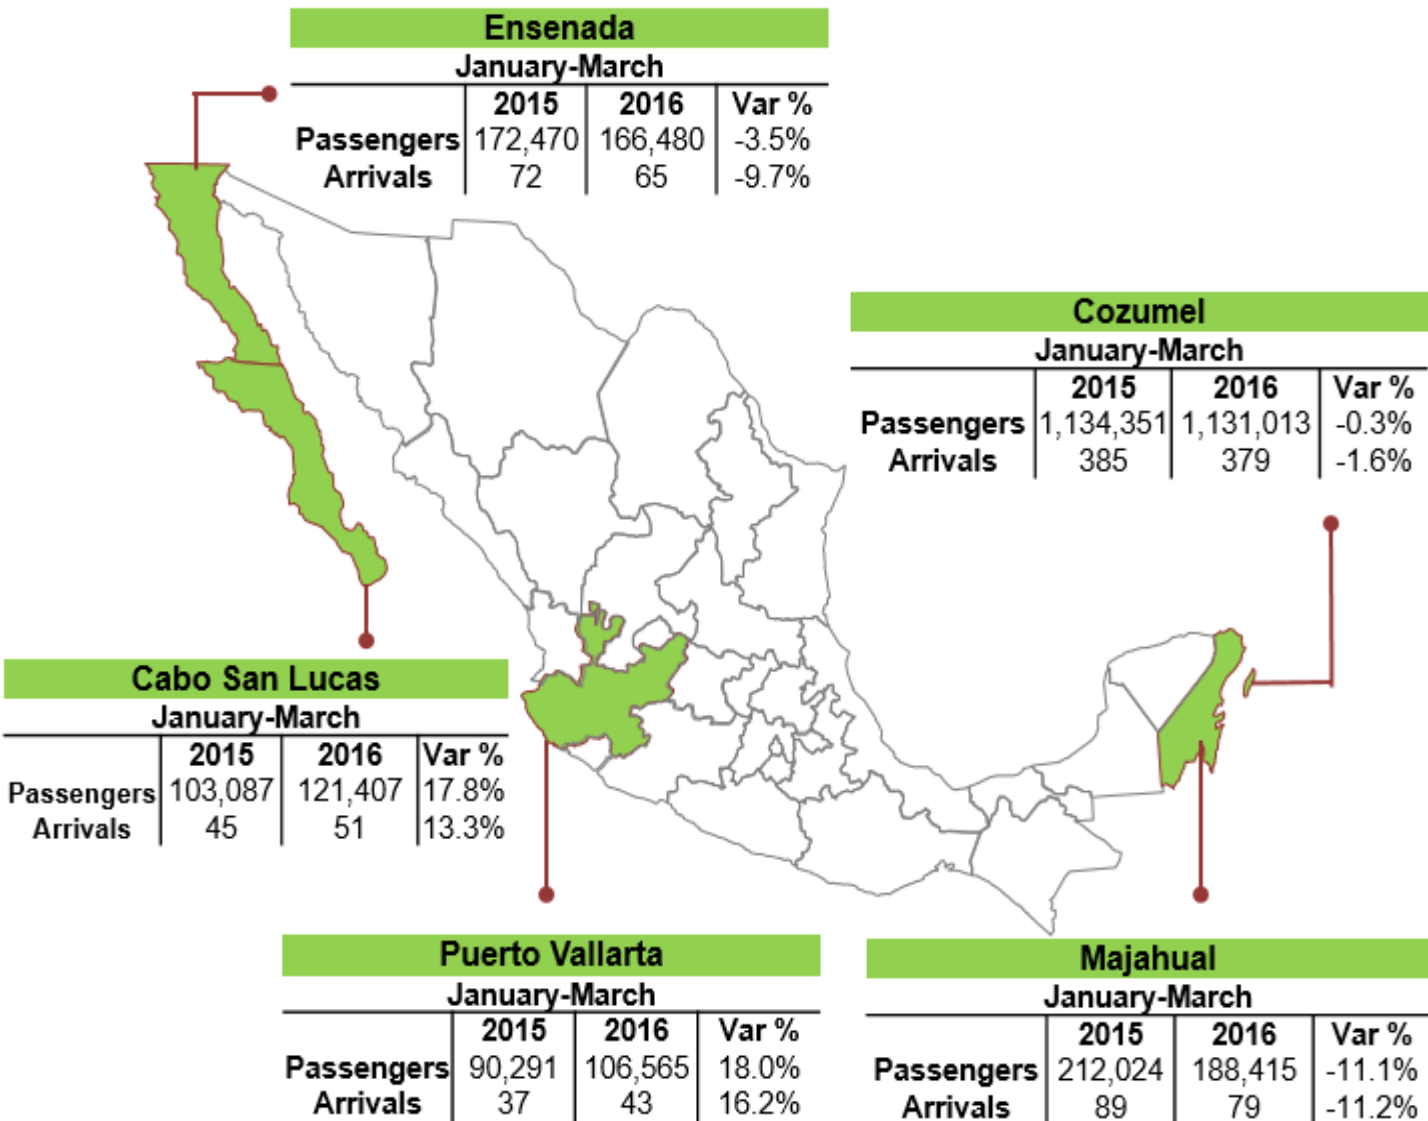 Ensenada
January-March
2015 2016 Var %
Passengers 172,470 166,480 -3.5%
Arrivals 72 65 -9.7%
Cozumel
January-March
2015 2016 Var %
Passengers 1,134,351 1,131,013 -0.3%
Arrivals 385 379 -1.6%
Cabo San Lucas
January-March
2015 2016 Var %
Passengers 103,087 121,407 17.8%
Arrivals 45 51 13.3%
Puerto Vallarta
January-March
2015 2016 Var %
Passengers 90,291 106,565 18.0%
Arrivals 37 43 16.2%
Majahual
January-March
2015 2016 Var %
Passengers 212,024 188,415 -11.1%
Arrivals 89 79 -11.2%